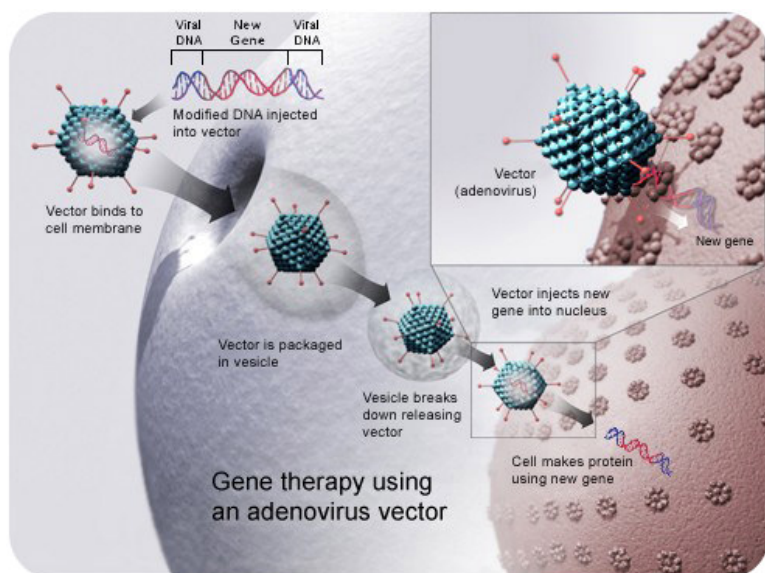 Viral
DNA
New
Gene
Viral
DNA
Modified DNA injected
into vector
Vector binds to
cell membrane
Vector is packaged
in vesicle
Vesicle breaks
down releasing
vector
Vector injects new
gene into nucleus
Cell makes protein
using new gene
Vector
(adenovirus)
New gene
Gene therapy using
an adenovirus vector